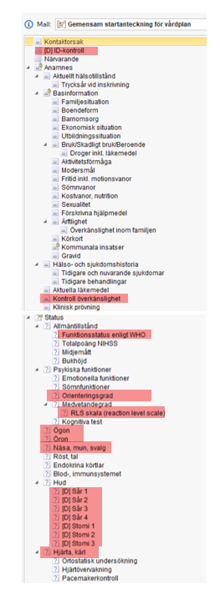 Mall: Gemensam startanteckning för vårdplan
Kontaktorsak
[D] ID-kontroll
Närvarande
Anamnes
Aktuellt hälsotillstånd
Trycksår vid inskrivning
Basinformation
Familjesituation
Boendeform
Barnomsorg
Ekonomisk situation
Utbildningssituation
Bruk/Skadligt bruk/Beroende
Droger inkl. läkemedel
Aktivitetsförmåga
Modersmål
Fritid inkl. motionsvanor
Sömnvanor
Kostvanor, nutrition
Sexualitet
Förskrivna hjälpmedel
Ärftlighet
Överkänslighet inom familjen
Körkort
Kommunala insatser
Gravid
Hälso- och sjukdomshistoria
Tidigare och nuvarande sjukdomar
Tidigare behandlingar
Aktuella läkemedel
Kontroll överkänslighet
Klinisk prövning
Status
Allmäntillstånd
Funktionsstatus enligt WHO
Totalpoäng NIHSS
Midjemått
Bukhöjd
Psykiska funktioner
Emotionella funktioner
Sömnfunktioner
Orienteringsgrad
Medvetandegrad
RLS skala (reaction level scale)
Kognitiva test
Ögon
Öron
Näsa, mun, svalg
Röst, tal
Endokrina körtlar
Blod-, immunsystemet
Hud
[D] Sår 1
[D] Sår 2
[D] Sår 3
[D] Sår 4
[D] Stomi 1
[D] Stomi 2
[D] Stomi 3
Hjärta, kärl
Ortostatisk undersökning
Hjärtövervakning
Pacemakerkontroll